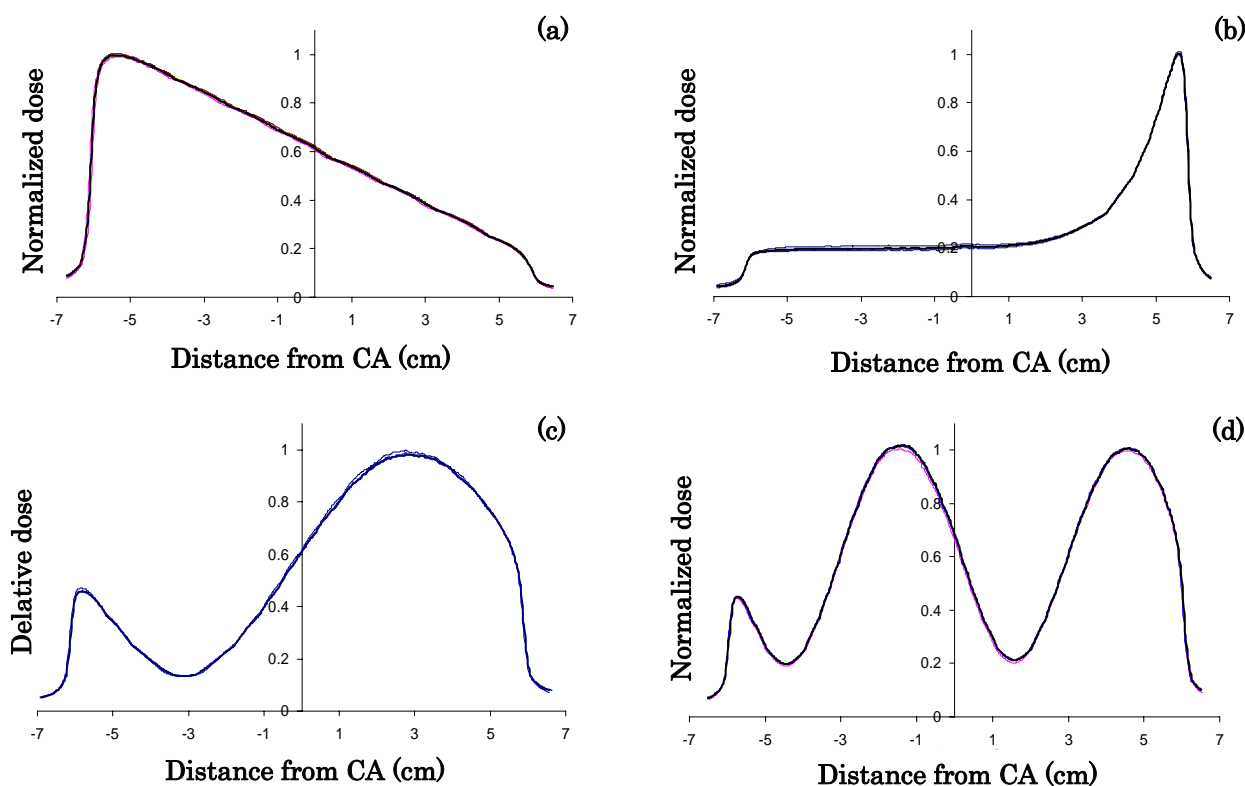 (a)
Normalized dose
1
0.8
0.6
0.4
0.2
0
-7 -5 -3 -1 1 3 5 7
Distance from CA (cm)
(b)
Normalized dose
1
0.8
0.6
0.4
0.2
0
-7 -5 -3 -1 1 3 5 7
Distance from CA (cm)
(c)
Delative dose
1
0.8
0.6
0.4
0.2
0
-7 -5 -3 -1 1 3 5 7
Distance from CA (cm)
(d)
Normalized dose
1
0.8
0.6
0.4
0.2
0
-7 -5 -3 -1 1 3 5 7
Distance from CA (cm)